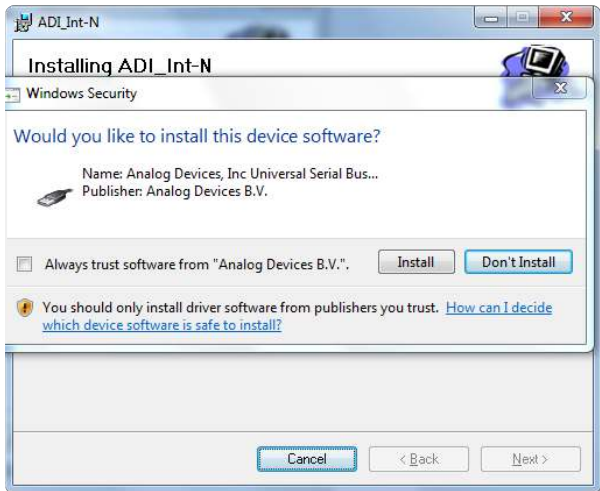 ADI_Int-N
Installing ADI_Int-N
Windows Security
Would you like to install this device software?
Name: Analog Devices, Inc Universal Serial Bus...
Publisher: Analog Devices B.V.
Always trust software from "Analog Devices B.V.".
Install
Don't Install
You should only install driver software from publishers you trust. How can I decide
which device software is safe to install?
Cancel
< Back
Next >